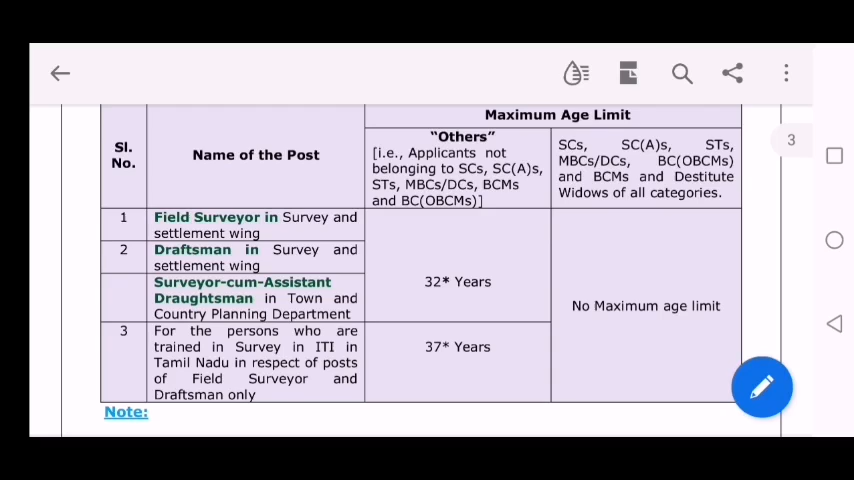 3
Maximum Age Limit
Sl.
No.
Name of the Post
"Others"
[i.e., Applicants not
belonging to SCs, SC(A)s,
STs, MBCs/DCs, BCMs
and BC(OBCMs)]
SCs, SC(A)s, STs,
MBCs/DCs, BC(OBCMs)
and BCMs and Destitute
Widows of all categories.
1
Field Surveyor in Survey and
settlement wing
2
Draftsman in Survey and
settlement wing
Surveyor-cum-Assistant
Draughtsman in Town and
Country Planning Department
32* Years
No Maximum age limit
3
For the persons who are
trained in Survey in ITI in
Tamil Nadu in respect of posts
of Field Surveyor and
Draftsman only
37* Years
Note: